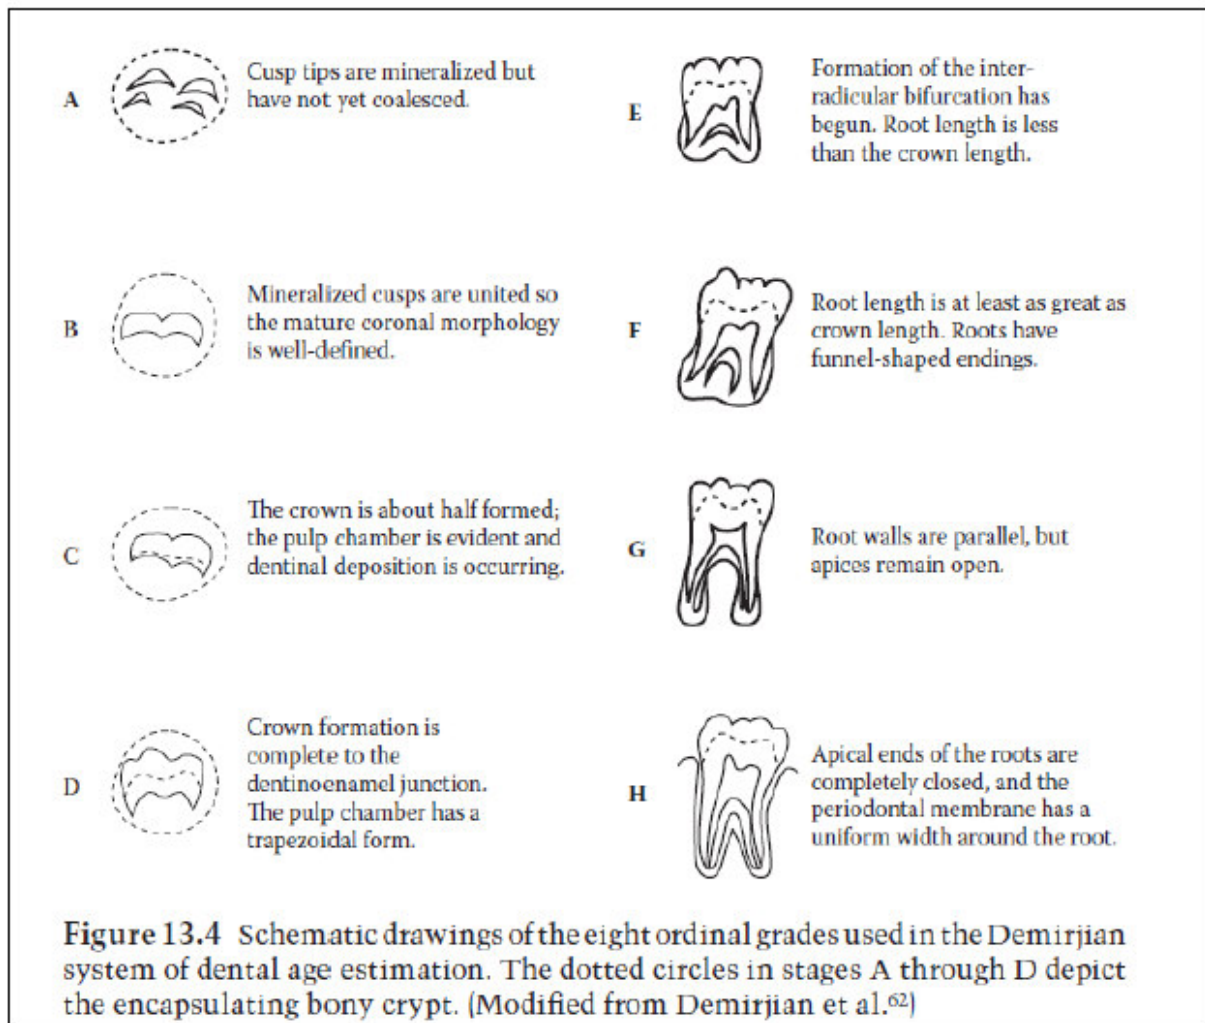 A
Cusp tips are mineralized but
have not yet coalesced.
B
Mineralized cusps are united so
the mature coronal morphology
is well-defined.
C
The crown is about half formed;
the pulp chamber is evident and
dentinal deposition is occurring.
D
Crown formation is
complete to the
dentinoenamel junction.
The pulp chamber has a
trapezoidal form.
E
Formation of the inter-
radicular bifurcation has
begun. Root length is less
than the crown length.
F
Root length is at least as great as
crown length. Roots have
funnel-shaped endings.
G
Root walls are parallel, but
apices remain open.
H
Apical ends of the roots are
completely closed, and the
periodontal membrane has a
uniform width around the root.
Figure 13.4 Schematic drawings of the eight ordinal grades used in the Demirjian
system of dental age estimation. The dotted circles in stages A through D depict
the encapsulating bony crypt. (Modified from Demirjian et al.62)